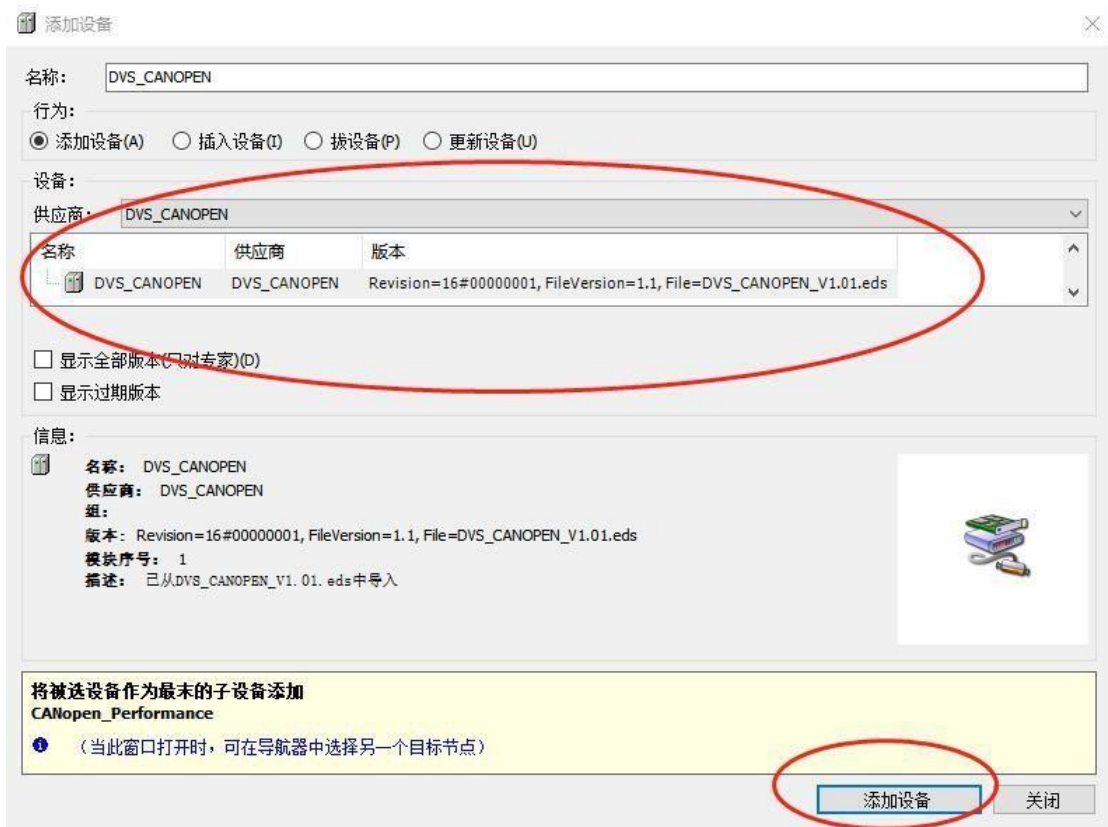 添加设备
名称: DVS_CANOPEN
行为:
添加设备(A) 插入设备(I) 拔设备(P) 更新设备(U)
设备:
供应商: DVS_CANOPEN
名称 供应商 版本
DVS_CANOPEN DVS_CANOPEN Revision=16#00000001, FileVersion=1.1, File=DVS_CANOPEN_V1.01.eds
显示全部版本(只对专家)(D)
显示过期版本
信息:
名称: DVS_CANOPEN
供应商: DVS_CANOPEN
组:
版本: Revision=16#00000001, FileVersion=1.1, File=DVS_CANOPEN_V1.01.eds
模块序号: 1
描述: 已从DVS_CANOPEN_V1.01.eds中导入
将被选设备作为最末的子设备添加
CANopen_Performance
(当此窗口打开时,可在导航器中选择另一个目标节点)
添加设备 关闭